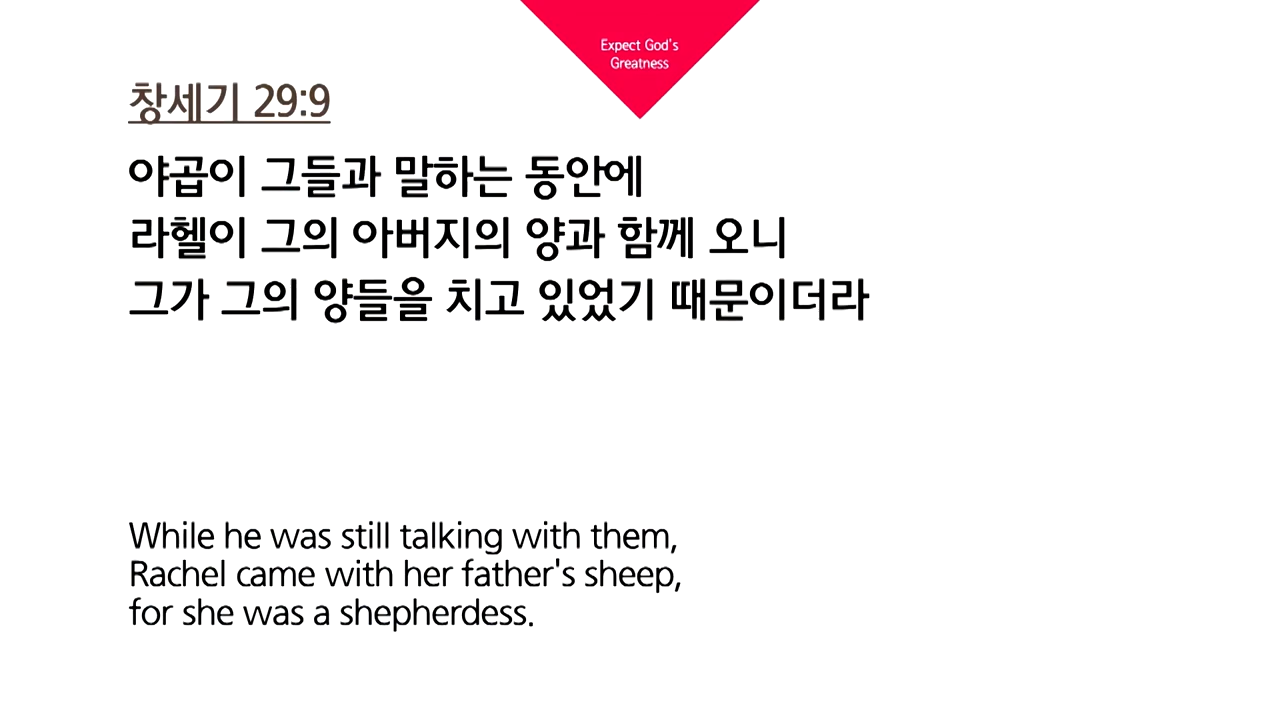 Expect God's
Greatness
창세기 29:9
야곱이 그들과 말하는 동안에
라헬이 그의 아버지의 양과 함께 오니
그가 그의 양들을 치고 있었기 때문이더라
While he was still talking with them,
Rachel came with her father's sheep,
for she was a shepherdess.